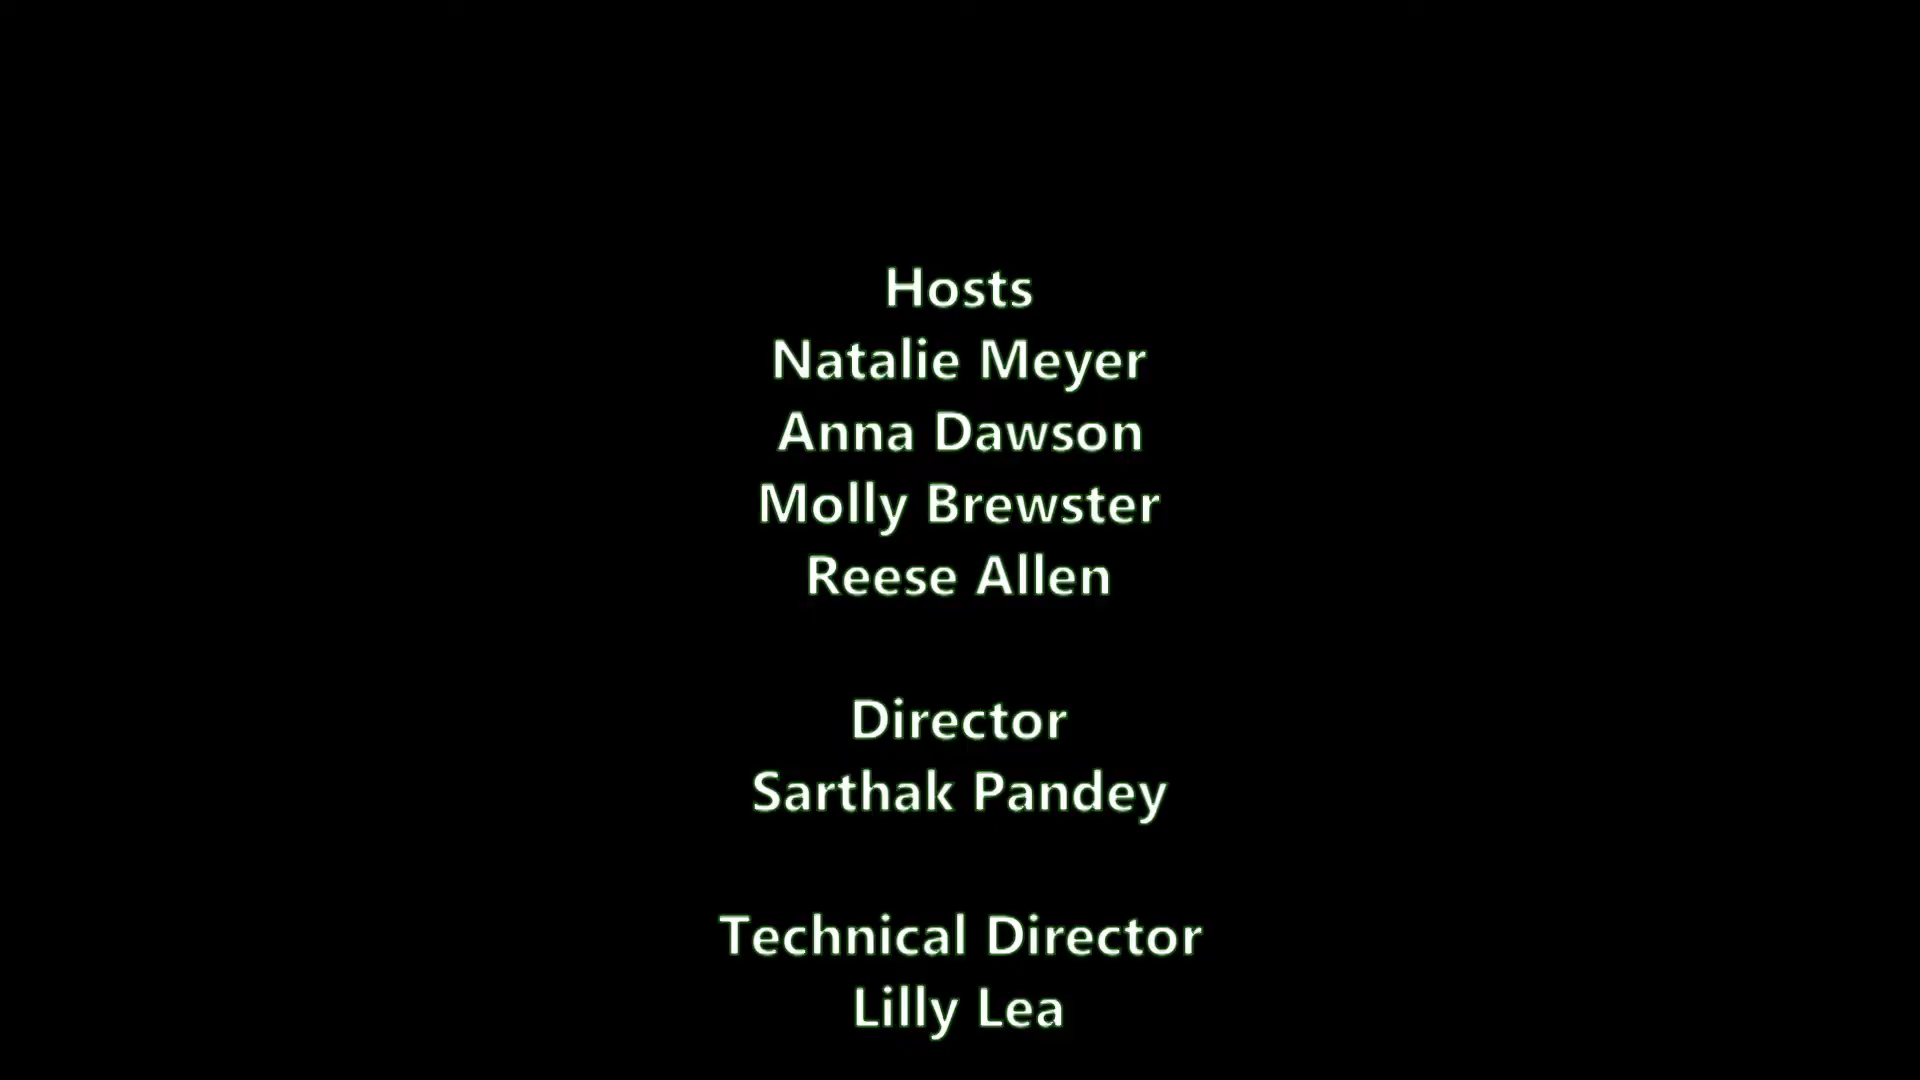 Hosts
Natalie Meyer
Anna Dawson
Molly Brewster
Reese Allen
Director
Sarthak Pandey
Technical Director
Lilly Lea